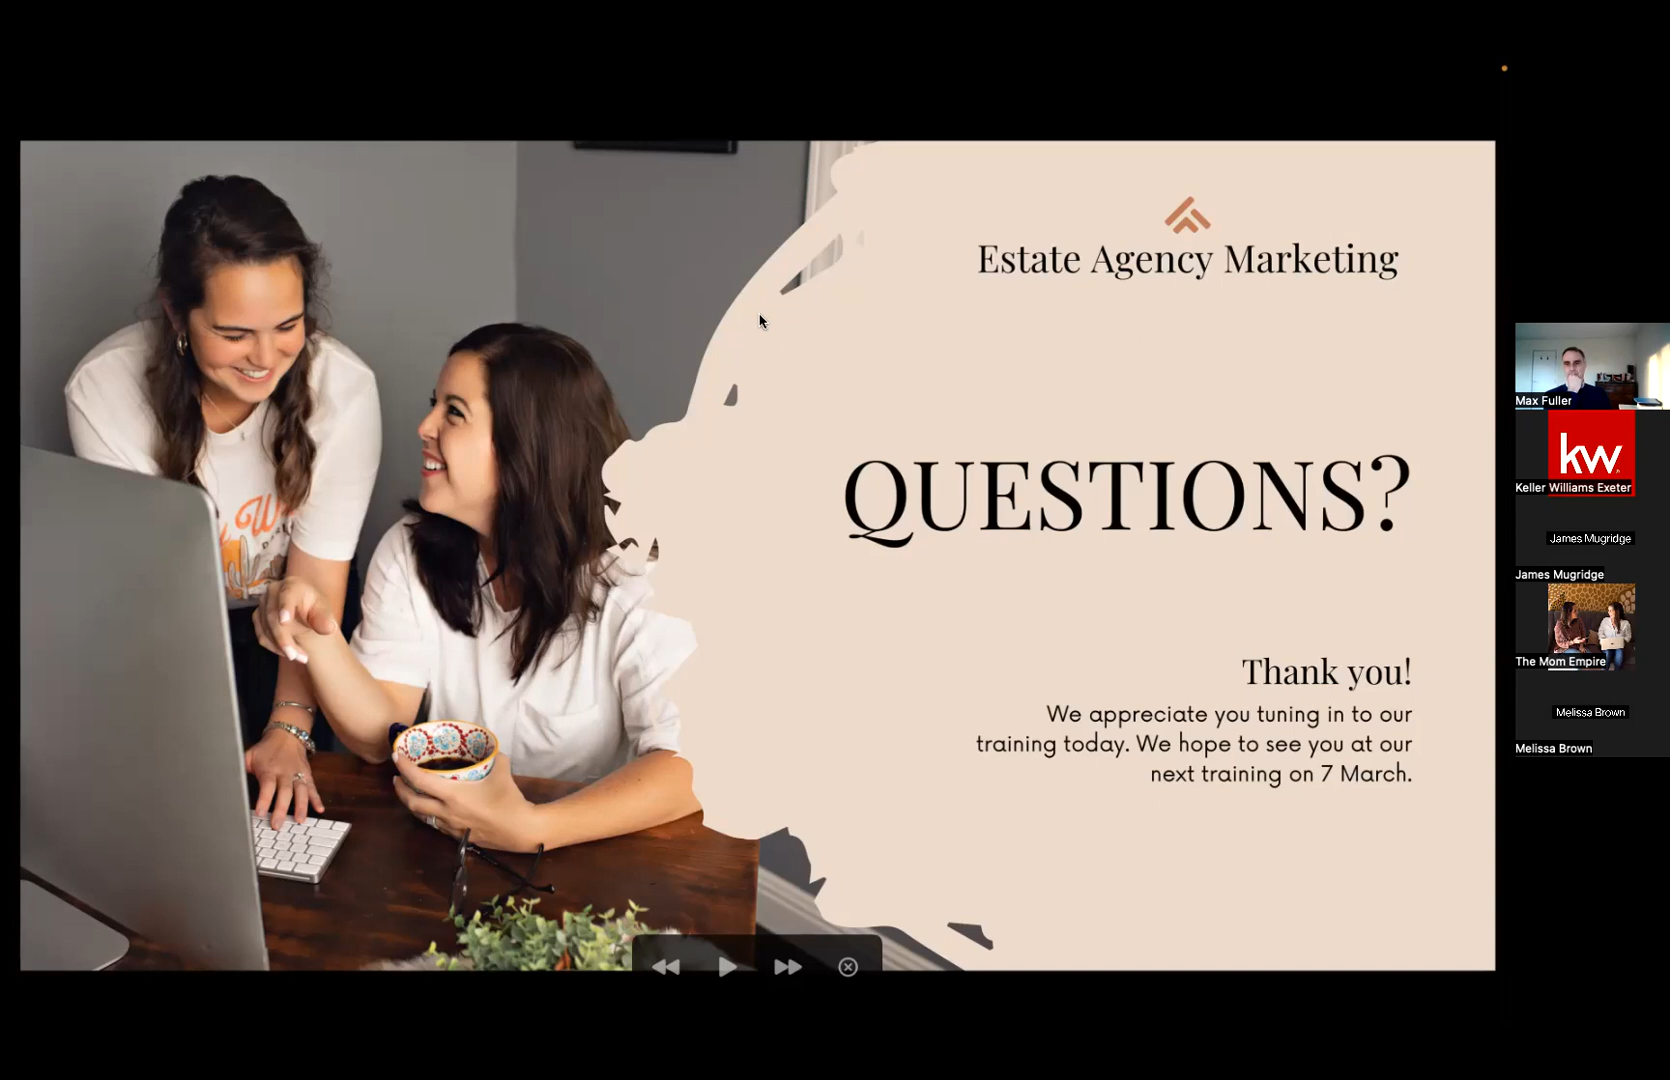 Estate Agency Marketing
QUESTIONS?
Thank you!
We appreciate you tuning in to our
training today. We hope to see you at our
next training on 7 March.
Max Fuller
kw
Keller Williams Exeter
James Mugridge
James Mugridge
The Mom Empire
Melissa Brown
Melissa Brown